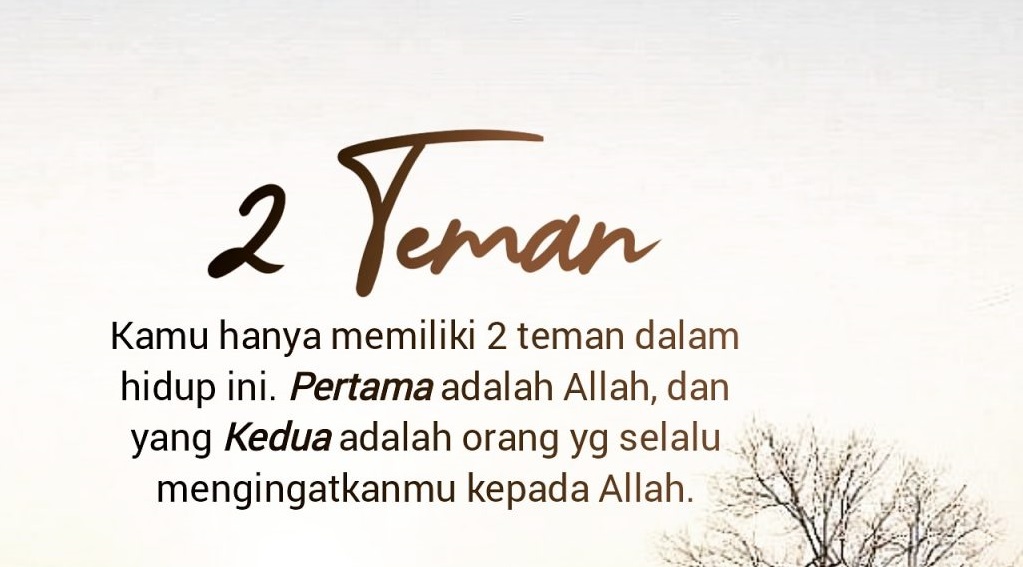 2 Teman
Kamu hanya memiliki 2 teman dalam
hidup ini. Pertama adalah Allah, dan
yang Kedua adalah orang yg selalu
mengingatkanmu kepada Allah.